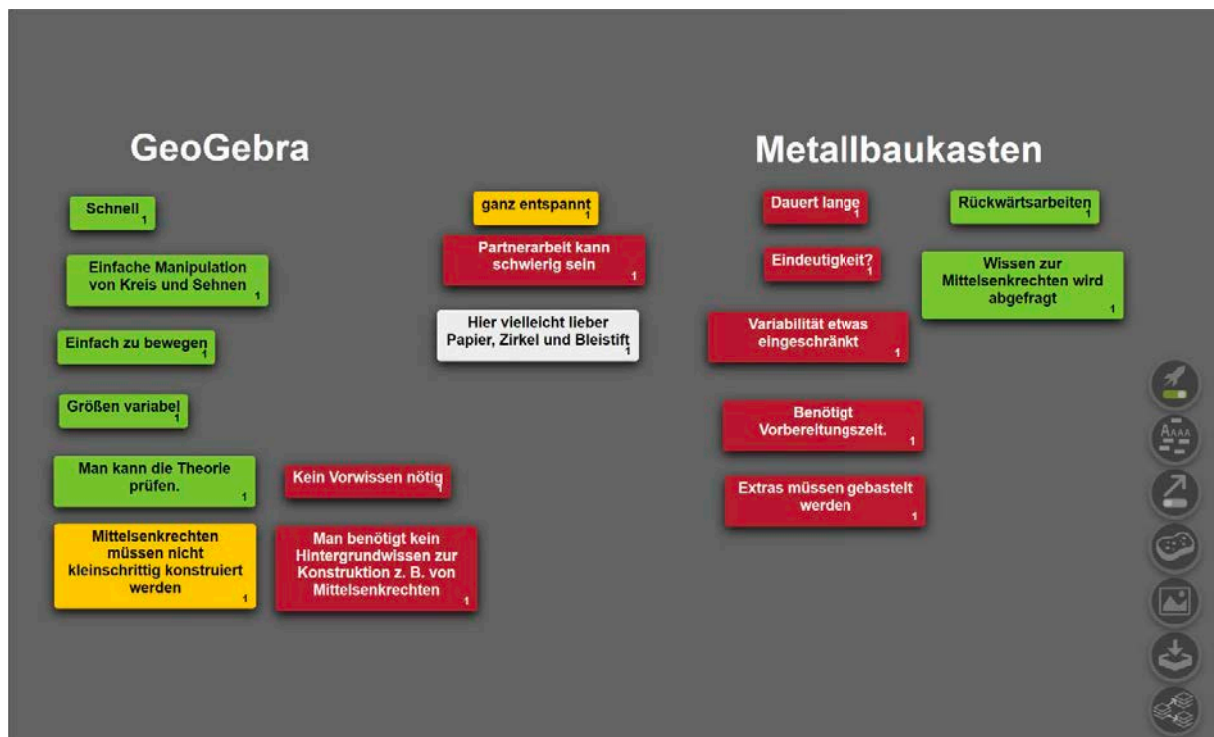 GeoGebra
Schnell
1
Einfache Manipulation
von Kreis und Sehnen
1
Einfach zu bewegen
1
Größen variabel
1
Man kann die Theorie
prüfen.
1
Mittelsenkrechten
müssen nicht
kleinschrittig konstruiert
werden
1
Kein Vorwissen nötig
1
Man benötigt kein
Hintergrundwissen zur
Konstruktion z. B. von
Mittelsenkrechten
1
ganz entspannt
1
Partnerarbeit kann
schwierig sein
1
Hier vielleicht lieber
Papier, Zirkel und Bleistift
1
Metallbaukasten
Dauert lange
1
Eindeutigkeit?
1
Variabilität etwas
eingeschränkt
1
Benötigt
Vorbereitungszeit.
1
Extras müssen gebastelt
werden
1
Rückwärtsarbeiten
1
Wissen zur
Mittelsenkrechten wird
abgefragt
1
AAAA